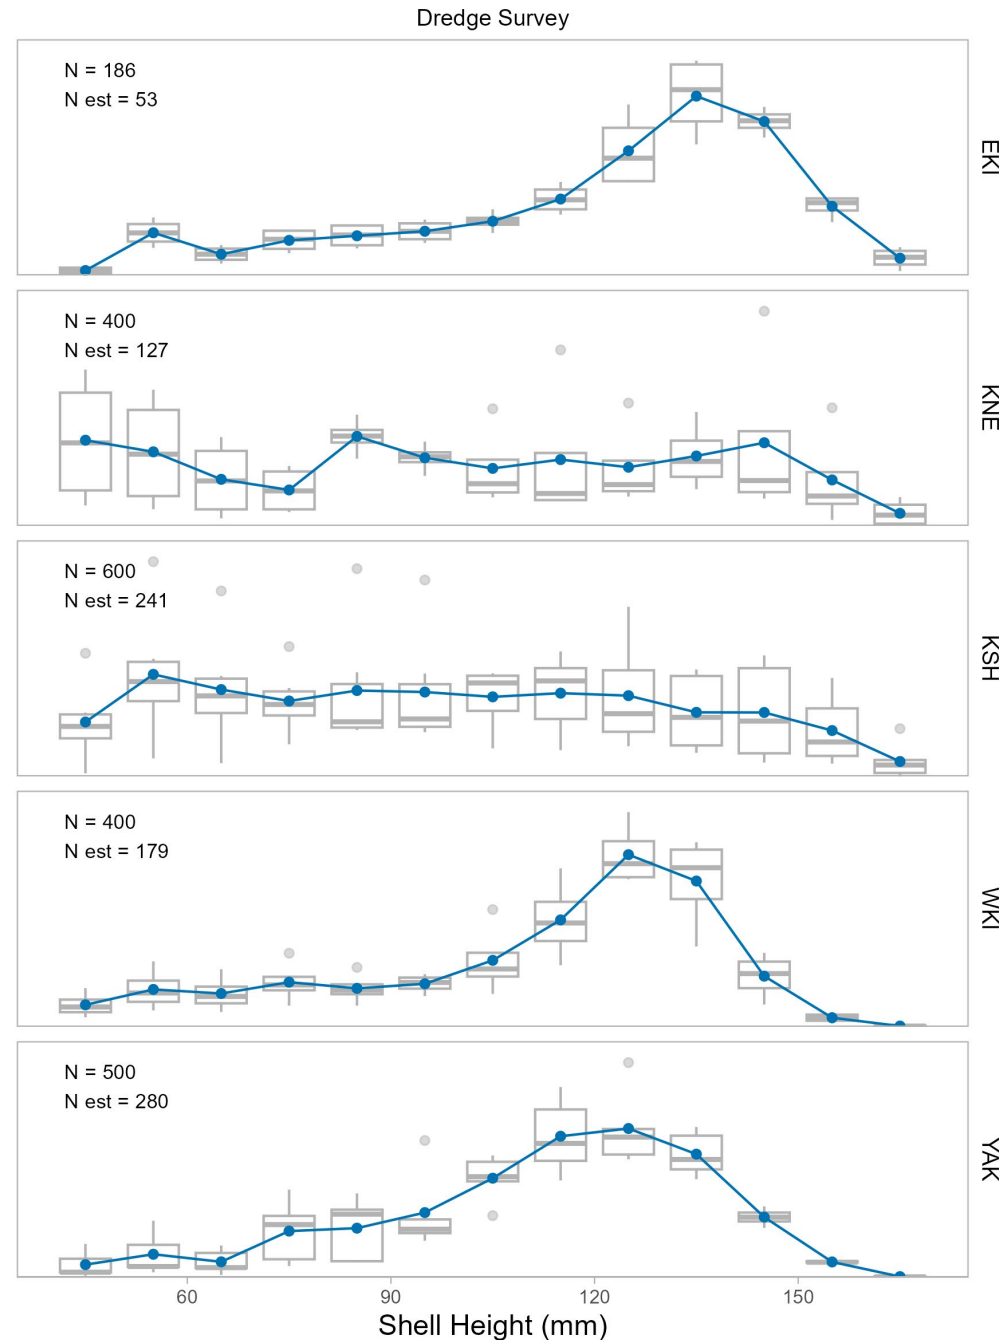 Dredge Survey
N = 186
N est = 53
EKI
N = 400
N est = 127
KNE
N = 600
N est = 241
KSH
N = 400
N est = 179
WKI
N = 500
N est = 280
YAK
60 90 120 150
Shell Height (mm)